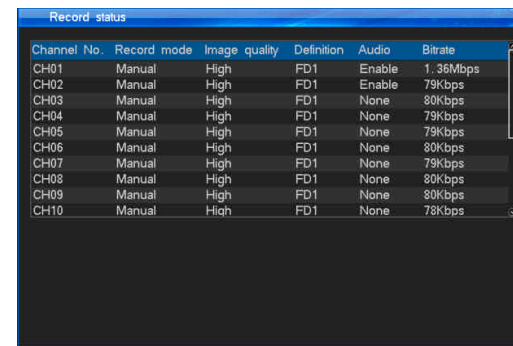 Record status
Channel No. Record mode Image quality Definition Audio Bitrate
CH01 Manual High FD1 Enable 1.36Mbps
CH02 Manual High FD1 Enable 79Kbps
CH03 Manual High FD1 None 80Kbps
CH04 Manual High FD1 None 79Kbps
CH05 Manual High FD1 None 79Kbps
CH06 Manual High FD1 None 80Kbps
CH07 Manual High FD1 None 79Kbps
CH08 Manual High FD1 None 80Kbps
CH09 Manual High FD1 None 80Kbps
CH10 Manual High FD1 None 78Kbps